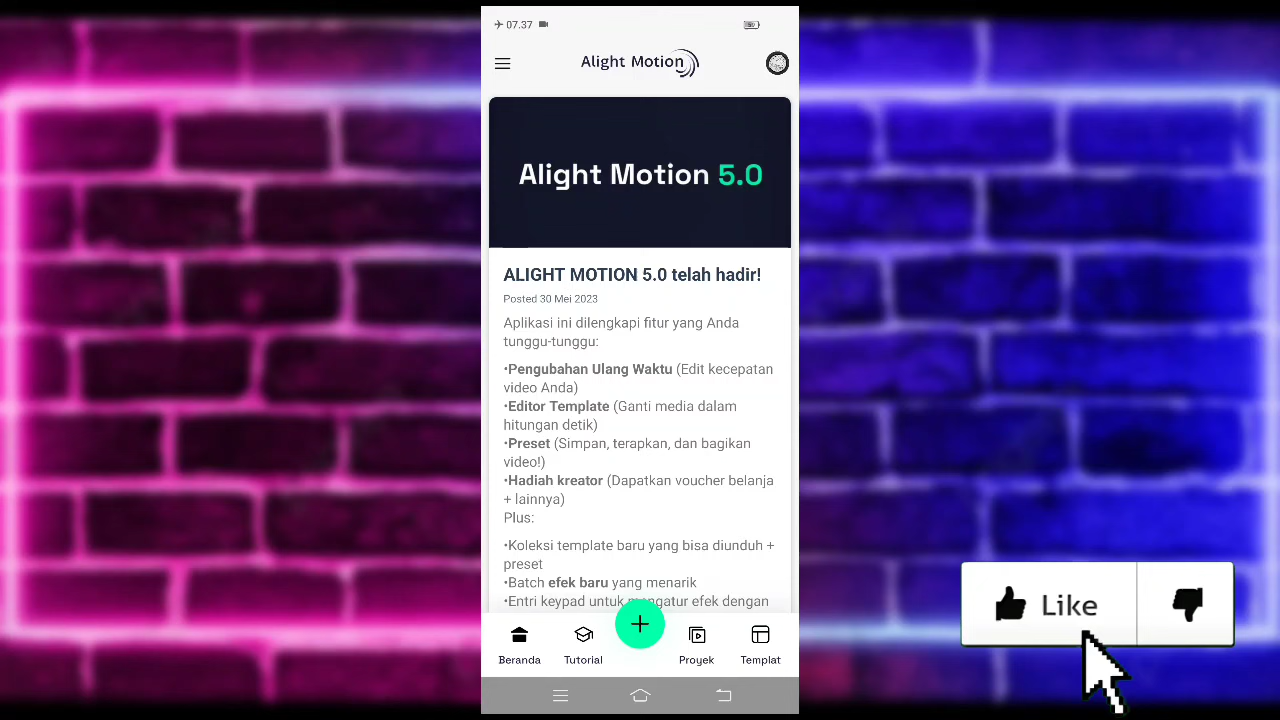 07.37
Alight Motion
Alight Motion 5.0
ALIGHT MOTION 5.0 telah hadir!
Posted 30 Mei 2023
Aplikasi ini dilengkapi fitur yang Anda
tunggu-tunggu:
•Pengubahan Ulang Waktu (Edit kecepatan
video Anda)
•Editor Template (Ganti media dalam
hitungan detik)
•Preset (Simpan, terapkan, dan bagikan
video!)
•Hadiah kreator (Dapatkan voucher belanja
+ lainnya)
Plus:
•Koleksi template baru yang bisa diunduh +
preset
•Batch efek baru yang menarik
•Entri keypad untuk mengatur efek dengan
Like
Beranda Tutorial Proyek Templat